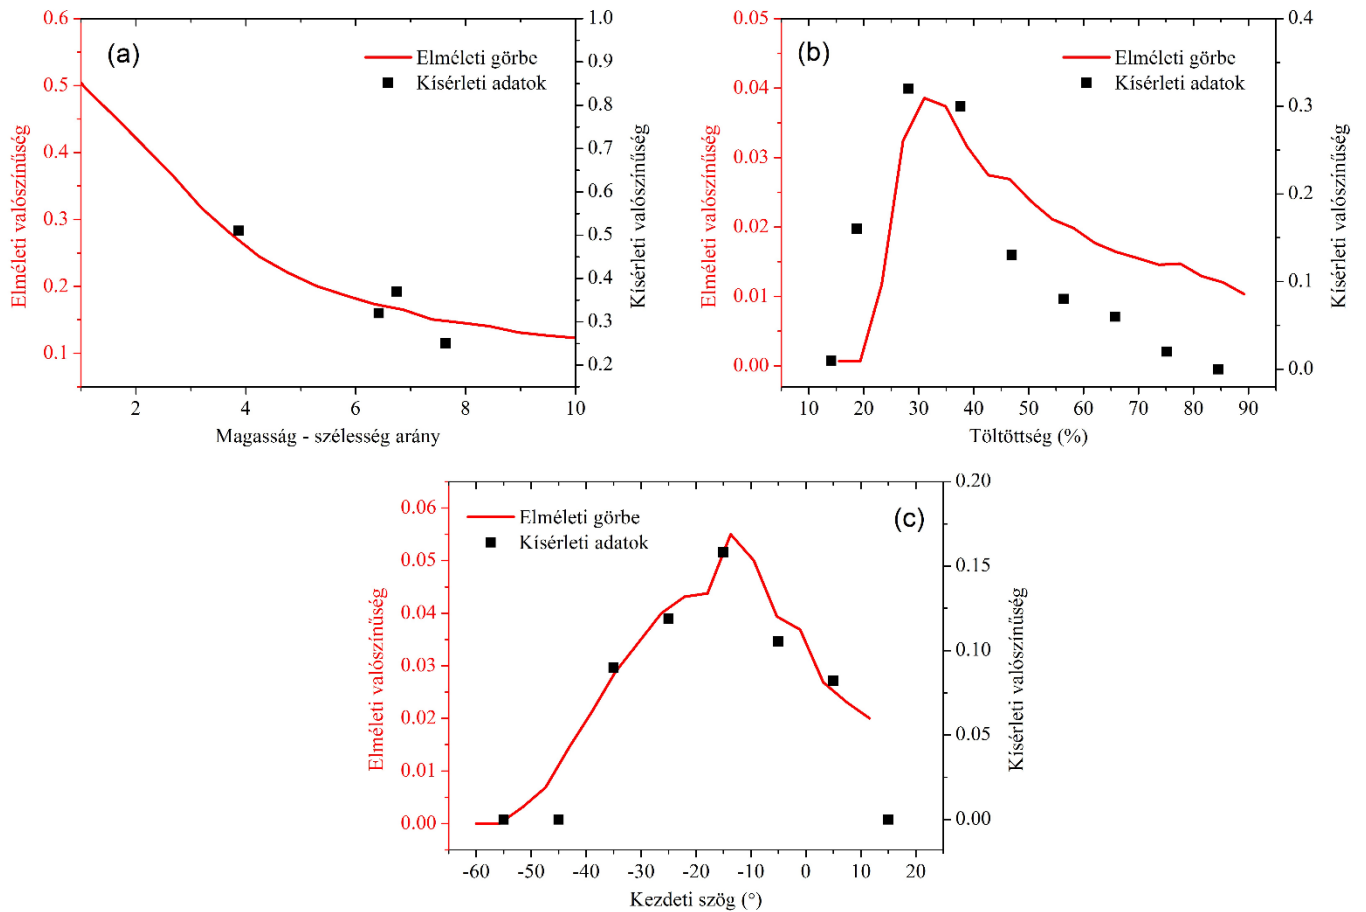 (a)
Elméleti görbe
Kísérleti adatok
Elméleti valószínűség
0.6
0.5
0.4
0.3
0.2
0.1
1.0
0.9
0.8
0.7
0.6
0.5
0.4
0.3
0.2
Kísérleti valószínűség
2 4 6 8 10
Magasság - szélesség arány
(b)
Elméleti görbe
Kísérleti adatok
Elméleti valószínűség
0.05
0.04
0.03
0.02
0.01
0.00
0.4
0.3
0.2
0.1
0.0
Kísérleti valószínűség
10 20 30 40 50 60 70 80 90
Töltöttség (%)
(c)
Elméleti görbe
Kísérleti adatok
Elméleti valószínűség
0.06
0.05
0.04
0.03
0.02
0.01
0.00
0.20
0.15
0.10
0.05
0.00
Kísérleti valószínűség
-60 -50 -40 -30 -20 -10 0 10 20
Kezdeti szög (°)